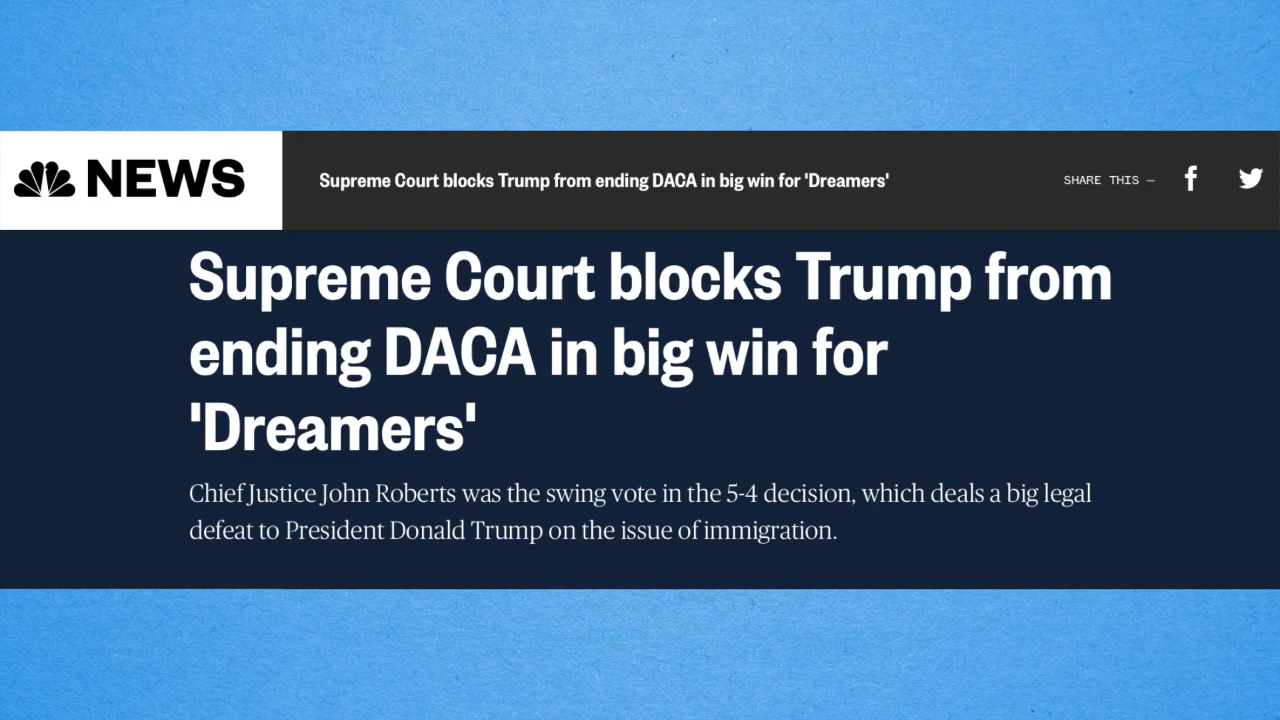 NEWS
Supreme Court blocks Trump from ending DACA in big win for 'Dreamers'
SHARE THIS —
Supreme Court blocks Trump from
ending DACA in big win for
'Dreamers'
Chief Justice John Roberts was the swing vote in the 5-4 decision, which deals a big legal
defeat to President Donald Trump on the issue of immigration.